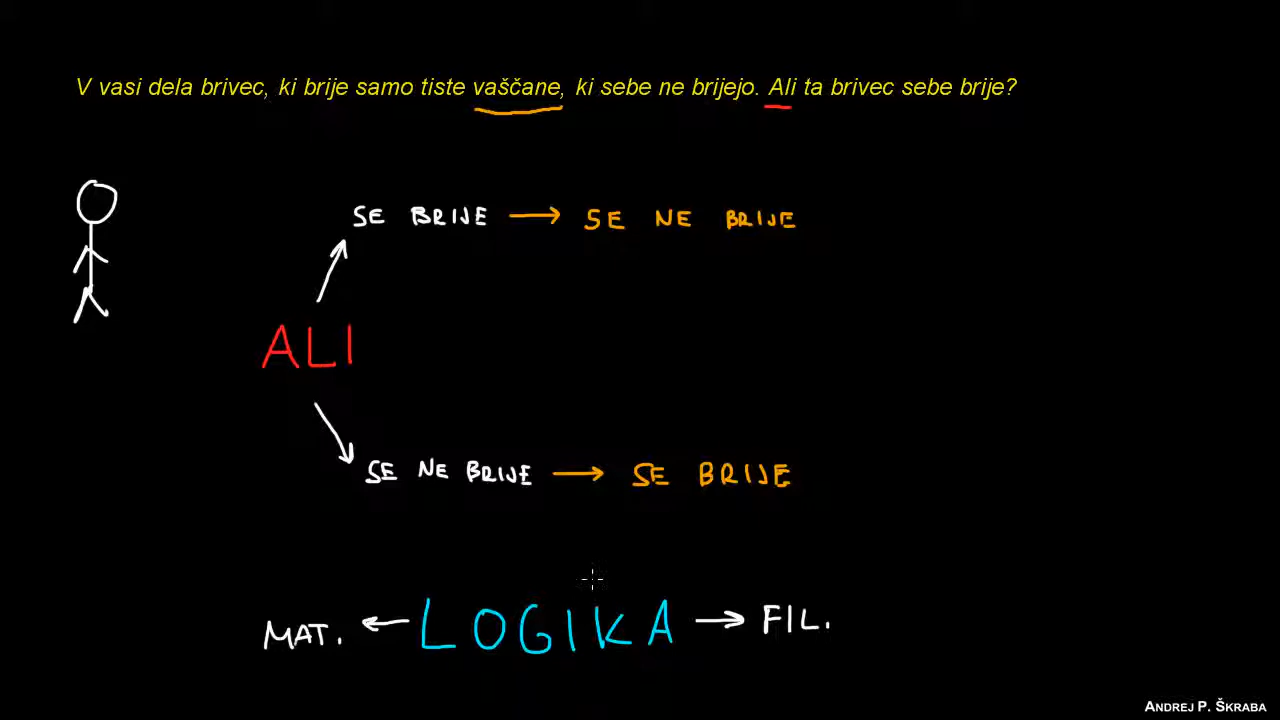 V vasi dela brivec, ki brije samo tiste vaščane, ki sebe ne brijejo. Ali ta brivec sebe brije?
SE BRIJE → SE NE BRIJE
ALI
SE NE BRIJE → SE BRIJE
MAT. ← LOGIKA → FIL.
ANDREJ P. ŠKRABA